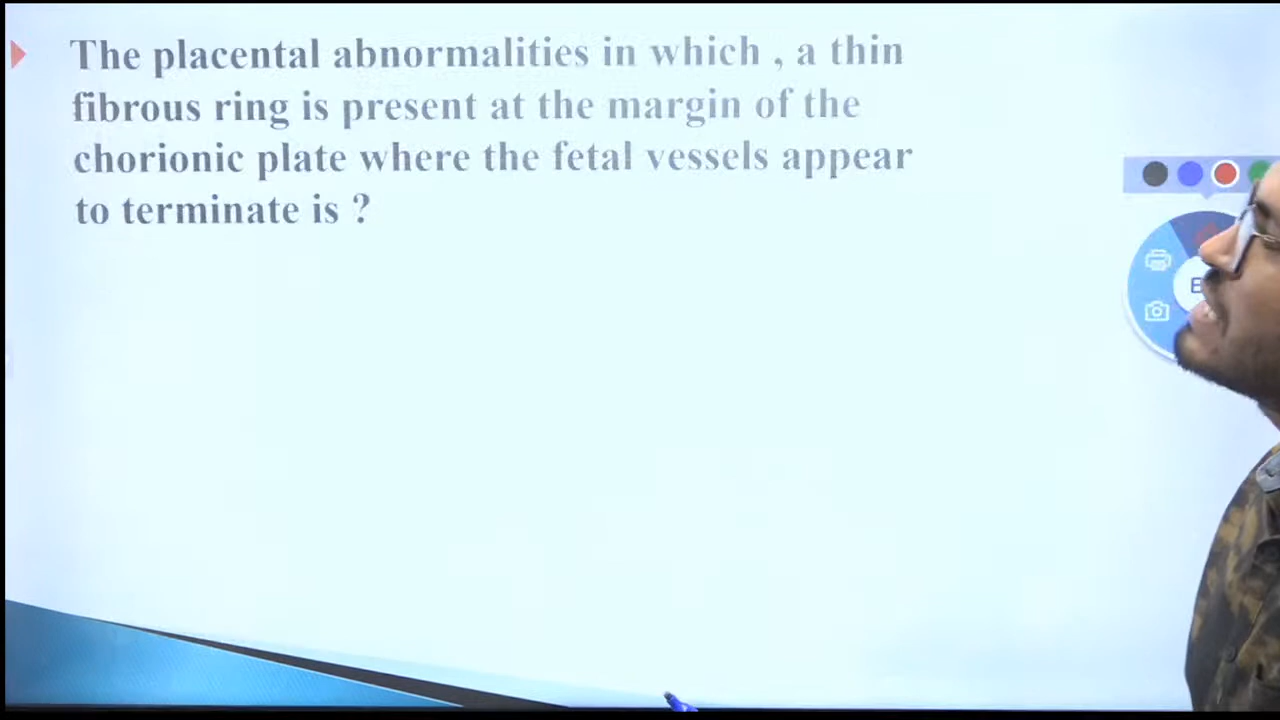 The placental abnormalities in which , a thin
fibrous ring is present at the margin of the
chorionic plate where the fetal vessels appear
to terminate is ?
E